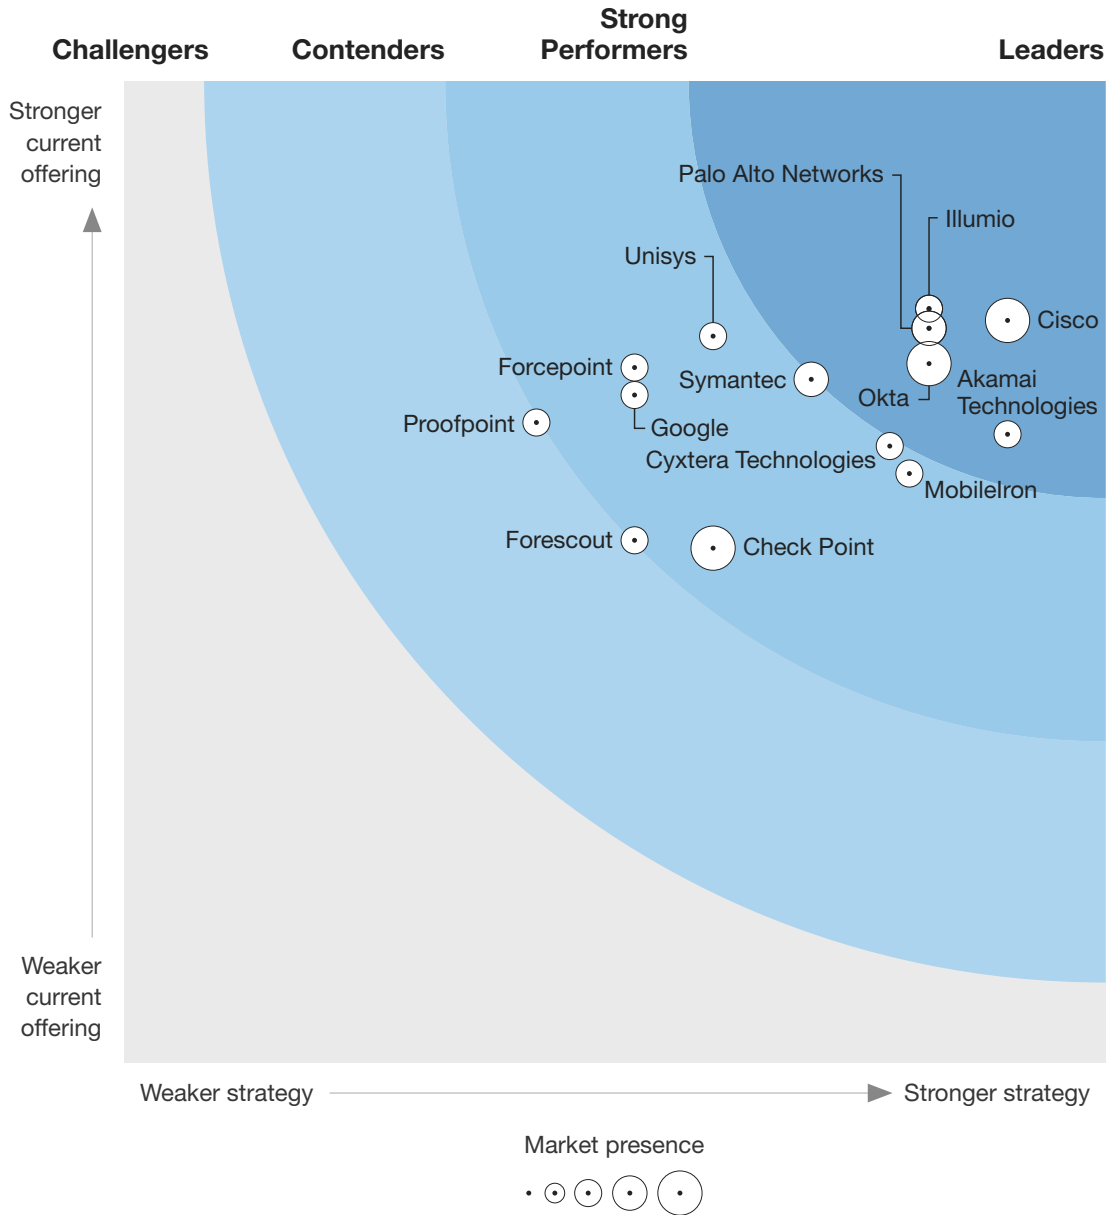 Challengers
Contenders
Strong
Performers
Leaders
Stronger
current
offering
Palo Alto Networks
Illumio
Unisys
Cisco
Forcepoint
Symantec
Akamai
Technologies
Okta
Proofpoint
Google
Cyxtera Technologies
MobileIron
Forescout
Check Point
Weaker
current
offering
Weaker strategy
Stronger strategy
Market presence